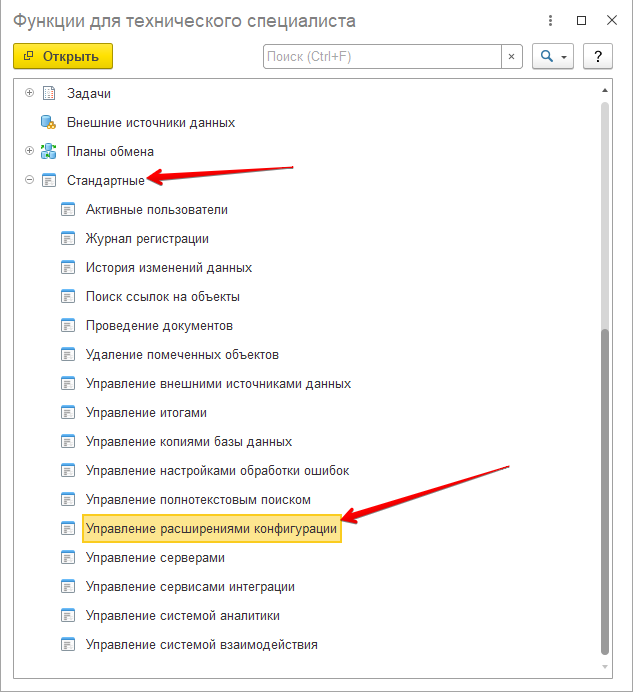 Функции для технического специалиста
Открыть
Поиск (Ctrl+F)
×
?
Задачи
Внешние источники данных
Планы обмена
Стандартные
Активные пользователи
Журнал регистрации
История изменений данных
Поиск ссылок на объекты
Проведение документов
Удаление помеченных объектов
Управление внешними источниками данных
Управление итогами
Управление копиями базы данных
Управление настройками обработки ошибок
Управление полнотекстовым поиском
Управление расширениями конфигурации
Управление серверами
Управление сервисами интеграции
Управление системой аналитики
Управление системой взаимодействия